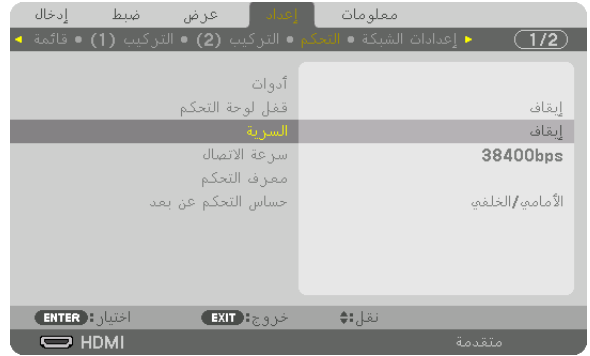 إدخال ضبط عرض إعداد معلومات
◄ قائمة • التركيب (1) • التركيب (2) • التحكم • إعدادات الشبكة ► 1/2
أدوات
قفل لوحة التحكم إيقاف
السرية إيقاف
سرعة الاتصال 38400bps
معرف التحكم
حساس التحكم عن بعد الأمامي/الخلفي
ENTER: اختيار EXIT: خروج نقل:
HDMI متقدمة